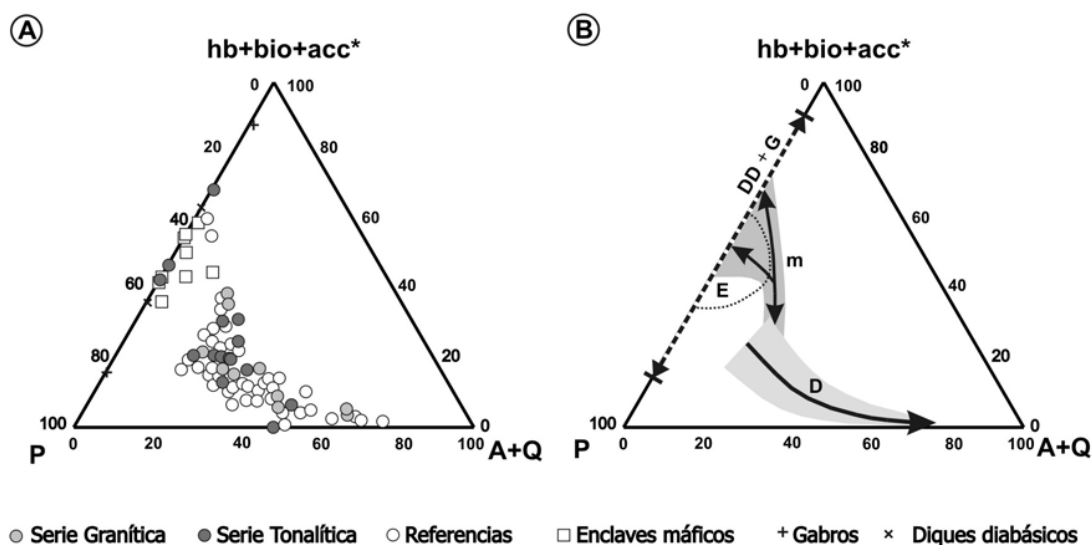 A
hb+bio+acc*
0 100
20 80
40 60
60 40
80 20
100 0
0 20 40 60 80 100
P A+Q
B
hb+bio+acc*
0 100
80
DD + G
60
m
40
E
20
D
100 0
0 20 40 60 80 100
P A+Q
Serie Granítica Serie Tonalítica Referencias Enclaves máficos Gabros Diques diabásicos